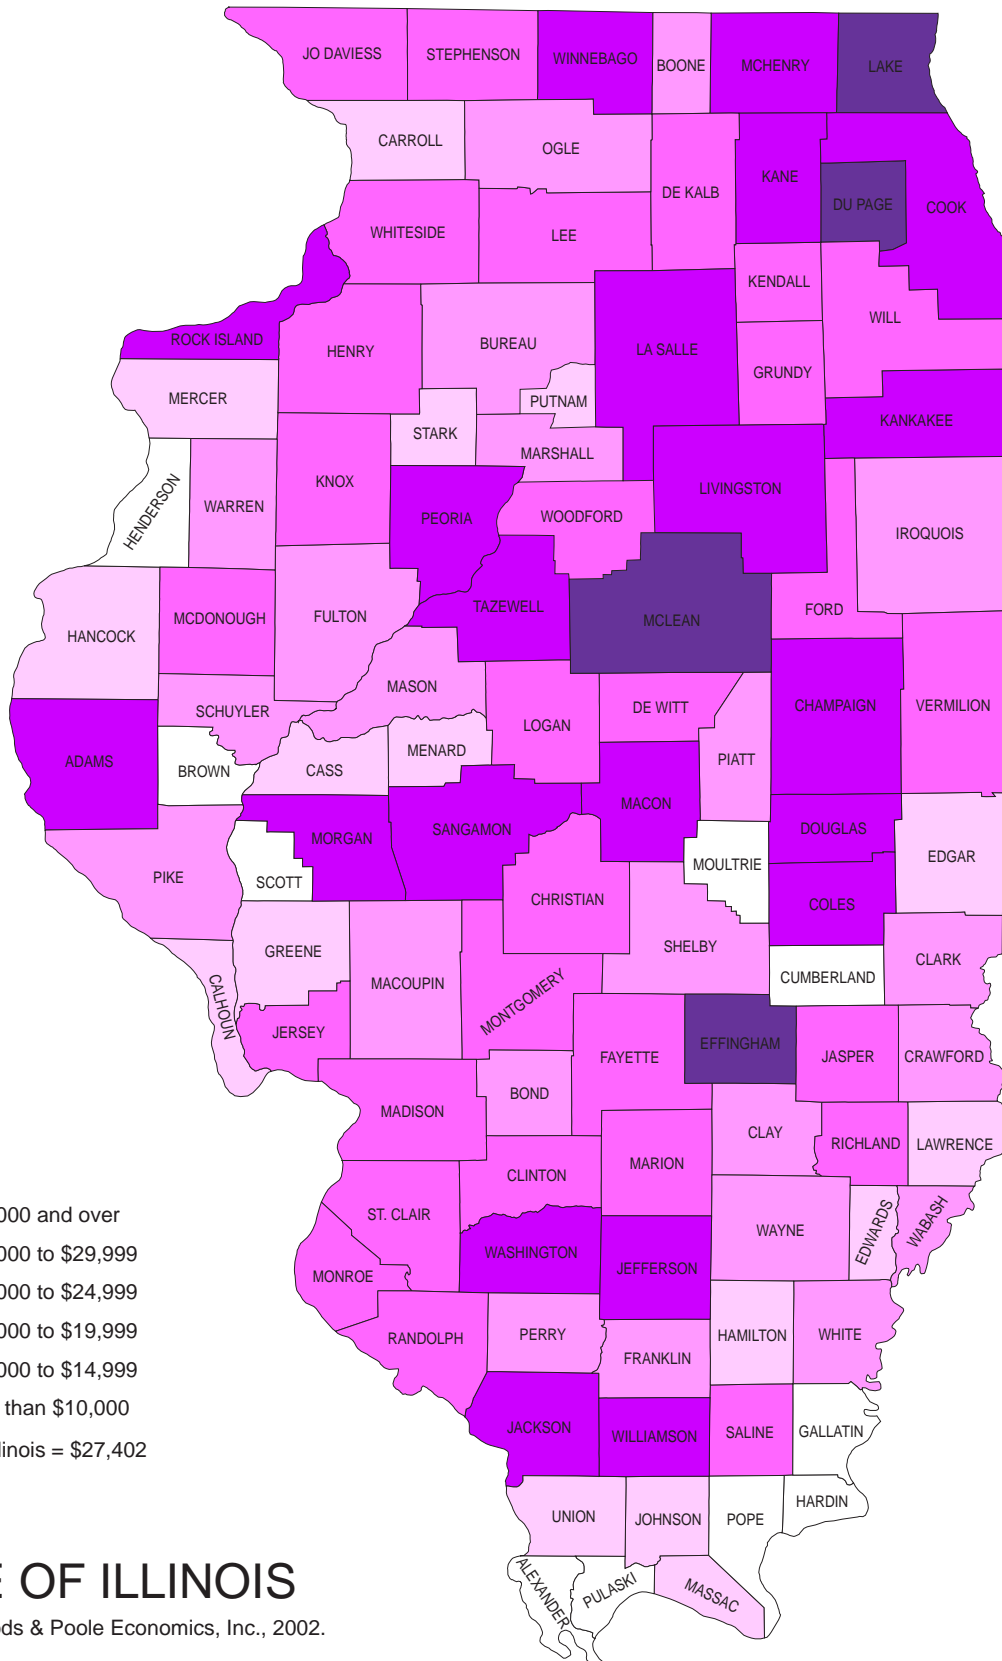 JO DAVIESS
STEPHENSON
WINNEBAGO
BOONE
MCHENRY
LAKE
CARROLL
OGLE
DE KALB
KANE
DU PAGE
COOK
WHITESIDE
LEE
KENDALL
WILL
ROCK ISLAND
HENRY
BUREAU
LA SALLE
GRUNDY
MERCER
PUTNAM
KANKAKEE
STARK
MARSHALL
HENDERSON
WARREN
KNOX
PEORIA
WOODFORD
LIVINGSTON
IROQUOIS
HANCOCK
MCDONOUGH
FULTON
TAZEWELL
MCLEAN
FORD
MASON
SCHUYLER
LOGAN
DE WITT
CHAMPAIGN
VERMILION
ADAMS
BROWN
CASS
MENARD
PIATT
MACON
MORGAN
SANGAMON
DOUGLAS
EDGAR
PIKE
SCOTT
MOULTRIE
CHRISTIAN
COLES
GREENE
SHELBY
CLARK
CALHOUN
MACOUPIN
MONTGOMERY
CUMBERLAND
JERSEY
FAYETTE
EFFINGHAM
JASPER
CRAWFORD
MADISON
BOND
CLAY
RICHLAND
LAWRENCE
CLINTON
MARION
ST. CLAIR
WASHINGTON
WAYNE
EDWARDS
WABASH
MONROE
JEFFERSON
RANDOLPH
PERRY
FRANKLIN
HAMILTON
WHITE
JACKSON
WILLIAMSON
SALINE
GALLATIN
UNION
JOHNSON
POPE
HARDIN
ALEXANDER
PULASKI
MASSAC
000 and over
000 to $29,999
000 to $24,999
000 to $19,999
000 to $14,999
than $10,000
linois = $27,402
E OF ILLINOIS
ds & Poole Economics, Inc., 2002.